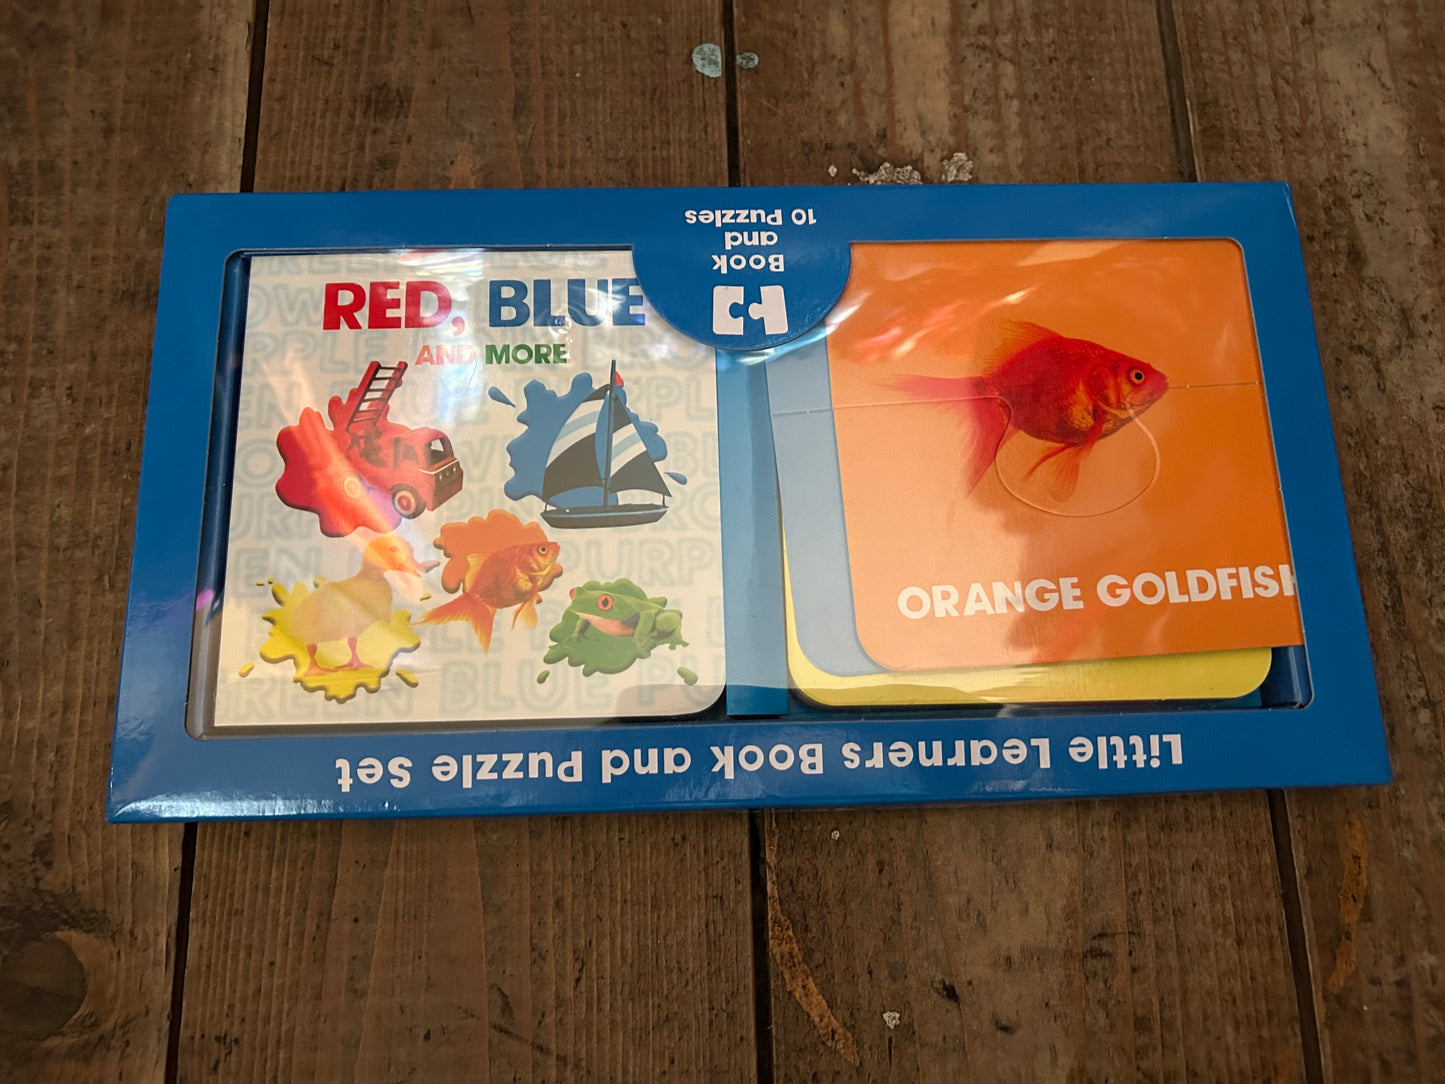 10 Puzzles
and
Book
RED, BLUE
AND MORE
ORANGE GOLDFISH
Little Learners Book and Puzzle Set